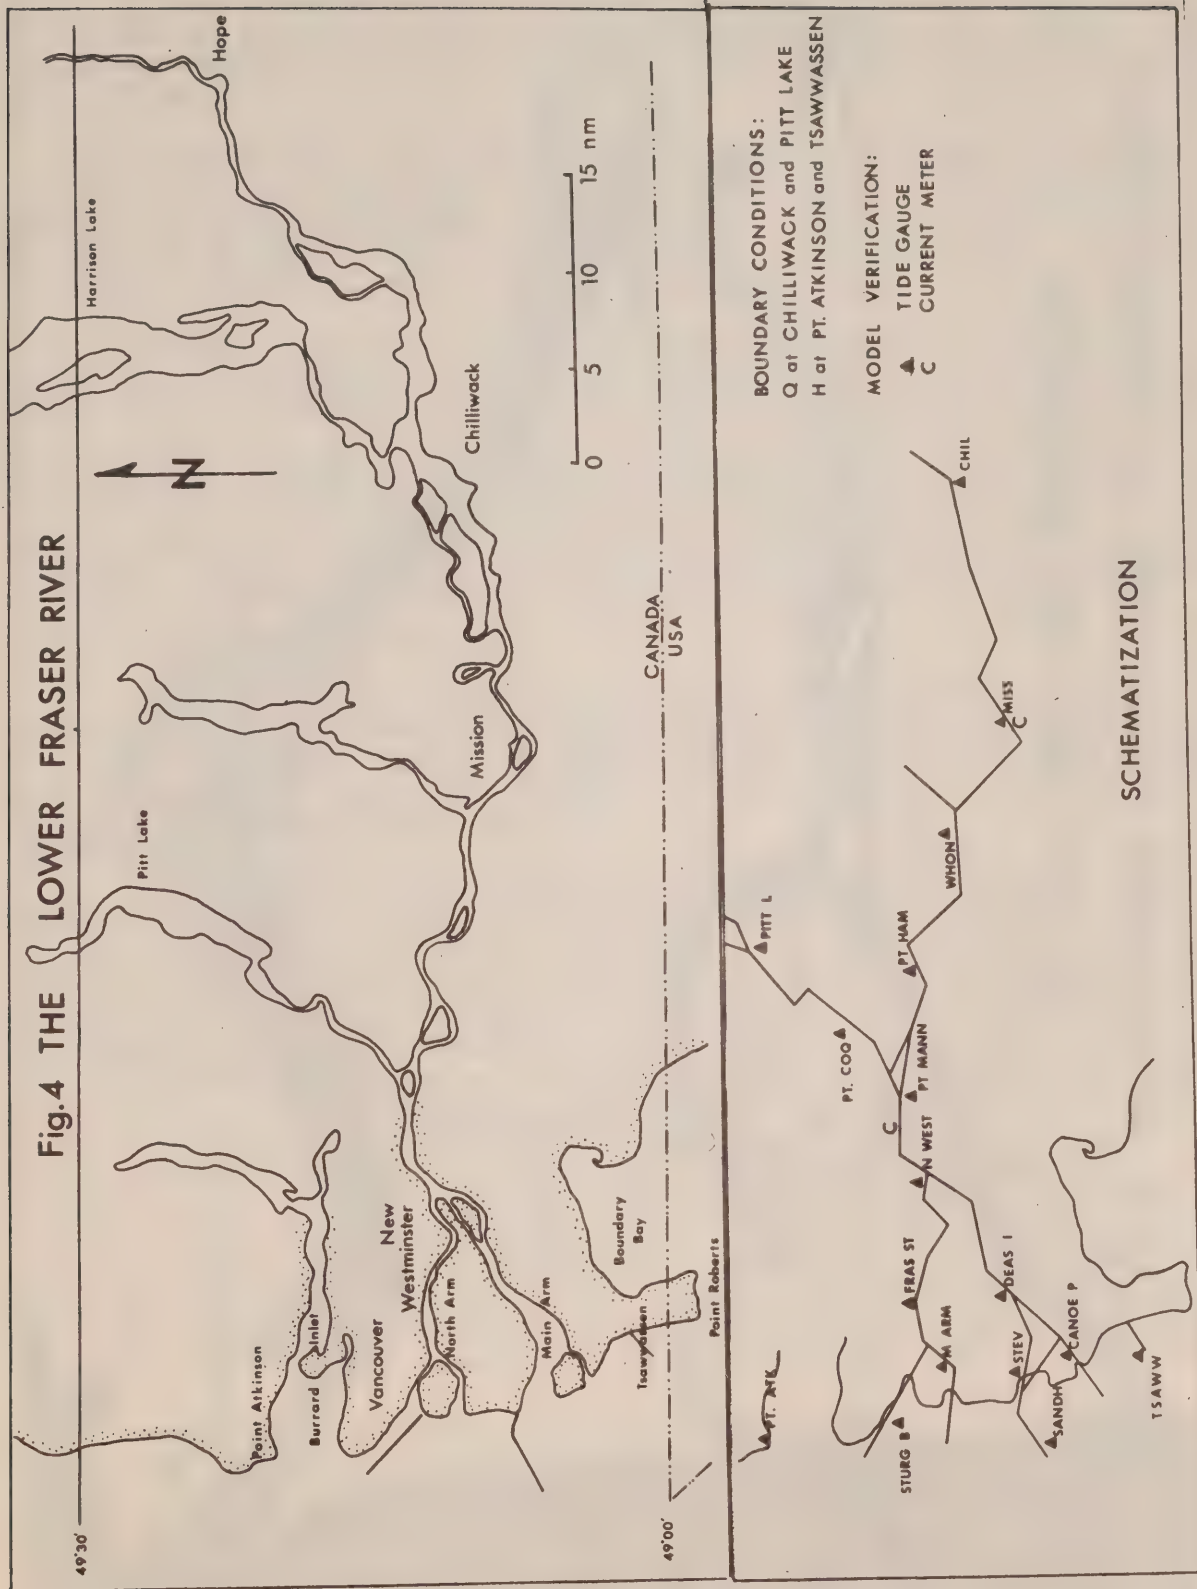 Fig.4 THE LOWER FRASER RIVER
49°30'
Hope
Harrison Lake
Pitt Lake
Chilliwack
N
Mission
0 5 10 15 nm
Point Atkinson
Burrard Inlet
Vancouver
New
Westminster
North Arm
Main Arm
Boundary
Bay
Tsawwassen
Point Roberts
CANADA
USA
49°00'
BOUNDARY CONDITIONS:
Q at CHILLIWACK and PITT LAKE
H at PT. ATKINSON and TSAWWASSEN
MODEL VERIFICATION:
▲ TIDE GAUGE
C CURRENT METER
PT. ATK
PITT L
PT. COQ
STURG B
FRAS ST
N WEST
C
PT MANN
PT HAM
WHON
MISS
C
CHIL
M ARM
STEV
DEAS I
SANDH
CANOE P
TSAWW
SCHEMATIZATION